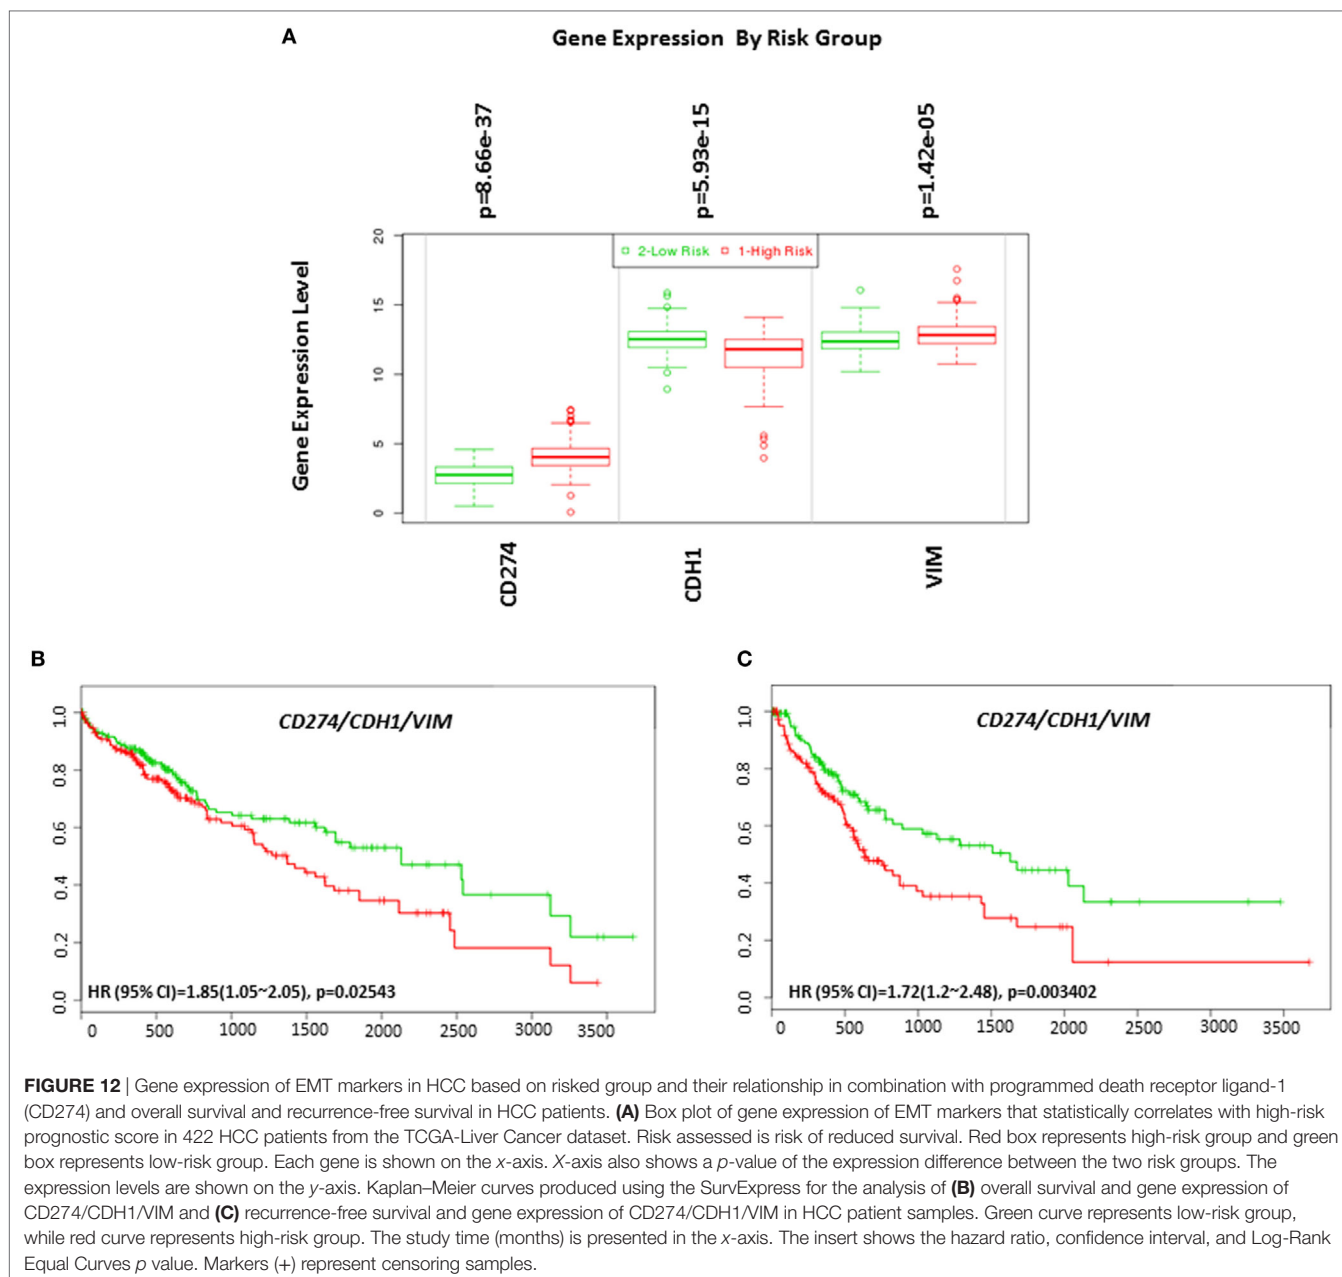 A
Gene Expression By Risk Group
p=8.66e-37
p=5.93e-15
p=1.42e-05
Gene Expression Level
20
15
10
5
0
2-Low Risk 1-High Risk
CD274
CDH1
VIM
B
CD274/CDH1/VIM
1.0
0.8
0.6
0.4
0.2
0.0
HR (95% CI)=1.85(1.05~2.05), p=0.02543
0 500 1000 1500 2000 2500 3000 3500
C
CD274/CDH1/VIM
1.0
0.8
0.6
0.4
0.2
0.0
HR (95% CI)=1.72(1.2~2.48), p=0.003402
0 500 1000 1500 2000 2500 3000 3500
FIGURE 12 | Gene expression of EMT markers in HCC based on risked group and their relationship in combination with programmed death receptor ligand-1
(CD274) and overall survival and recurrence-free survival in HCC patients. (A) Box plot of gene expression of EMT markers that statistically correlates with high-risk
prognostic score in 422 HCC patients from the TCGA-Liver Cancer dataset. Risk assessed is risk of reduced survival. Red box represents high-risk group and green
box represents low-risk group. Each gene is shown on the x-axis. X-axis also shows a p-value of the expression difference between the two risk groups. The
expression levels are shown on the y-axis. Kaplan–Meier curves produced using the SurvExpress for the analysis of (B) overall survival and gene expression of
CD274/CDH1/VIM and (C) recurrence-free survival and gene expression of CD274/CDH1/VIM in HCC patient samples. Green curve represents low-risk group,
while red curve represents high-risk group. The study time (months) is presented in the x-axis. The insert shows the hazard ratio, confidence interval, and Log-Rank
Equal Curves p value. Markers (+) represent censoring samples.